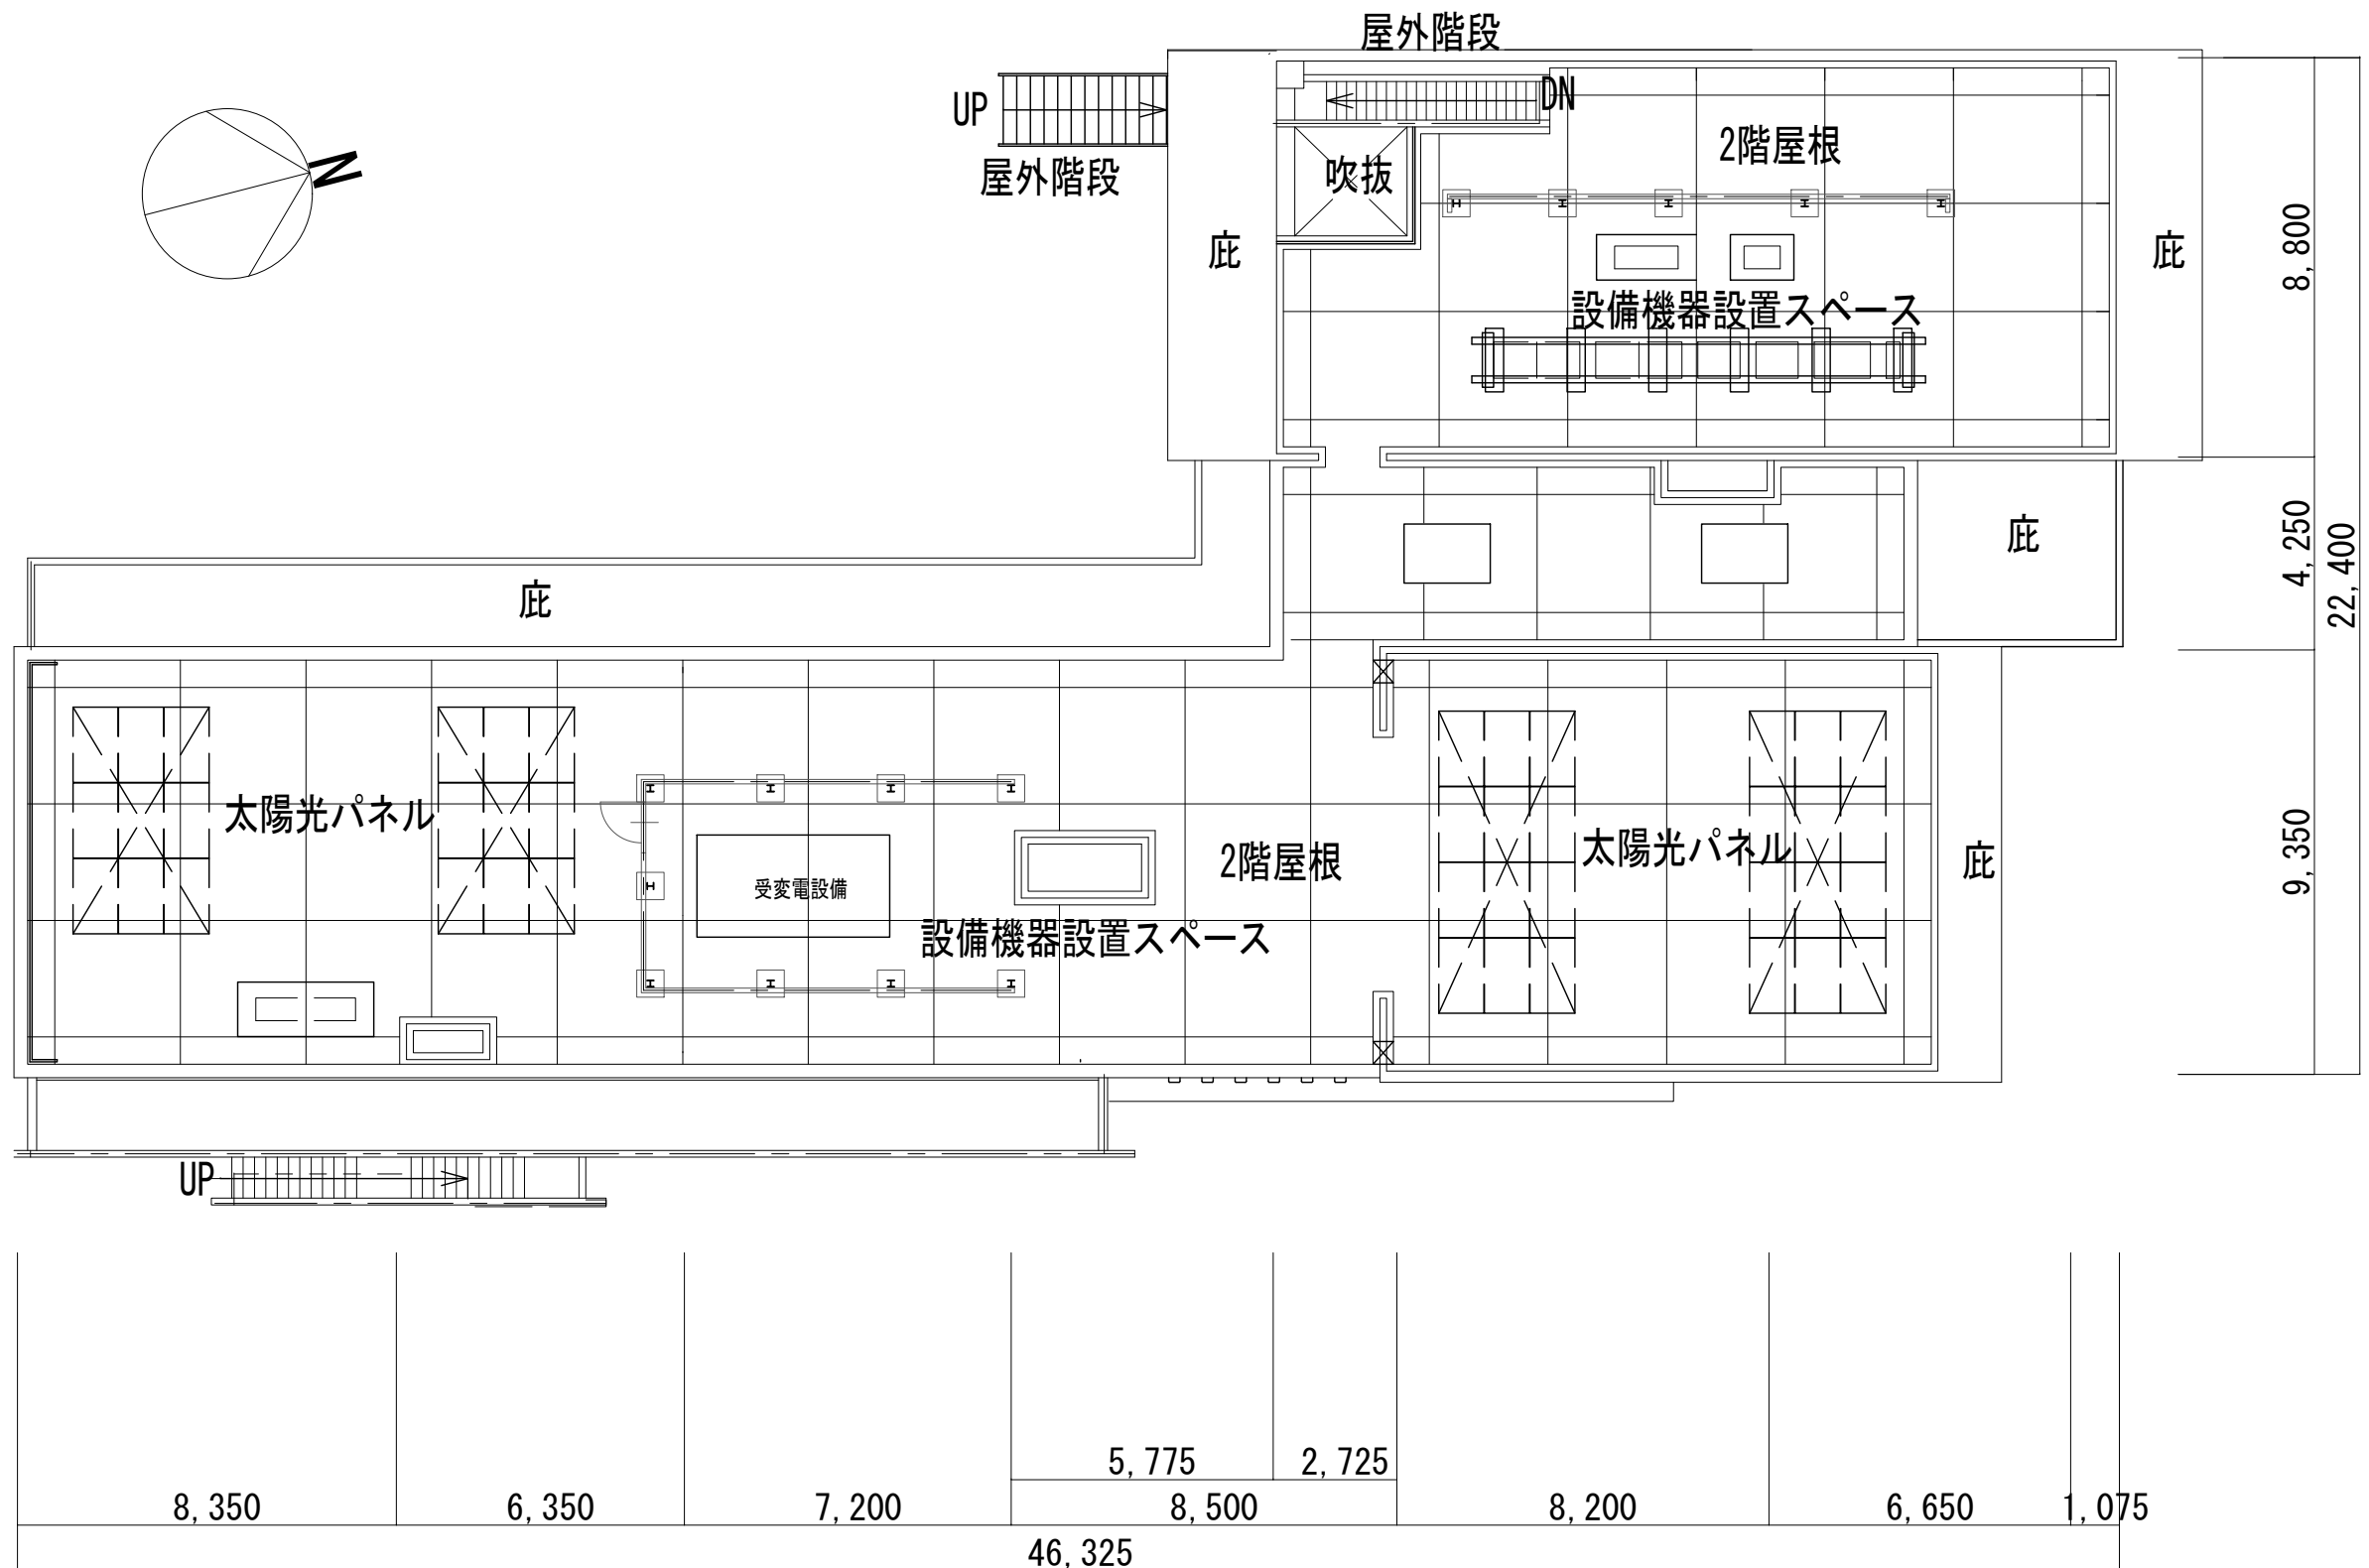 屋外階段
UP
DN
屋外階段
N
2階屋根
吹抜
庇
庇
設備機器設置スペース
8,800
庇
4,250
22,400
庇
太陽光パネル
受変電設備
2階屋根
太陽光パネル
庇
設備機器設置スペース
9,350
UP
5,775
2,725
8,350
6,350
7,200
8,500
8,200
6,650
1,075
46,325